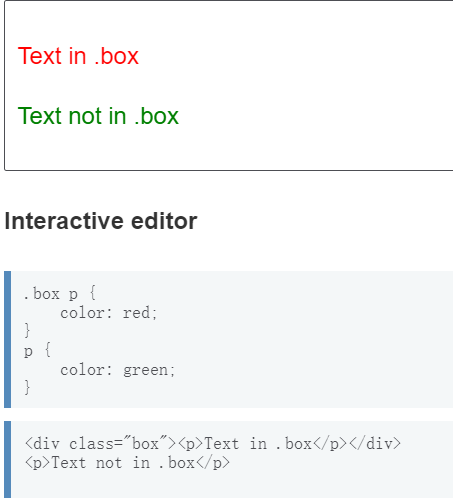 Text in .box
Text not in .box
Interactive editor
.box p {
    color: red;
}
p {
    color: green;
}
<div class="box"><p>Text in .box</p></div>
<p>Text not in .box</p>